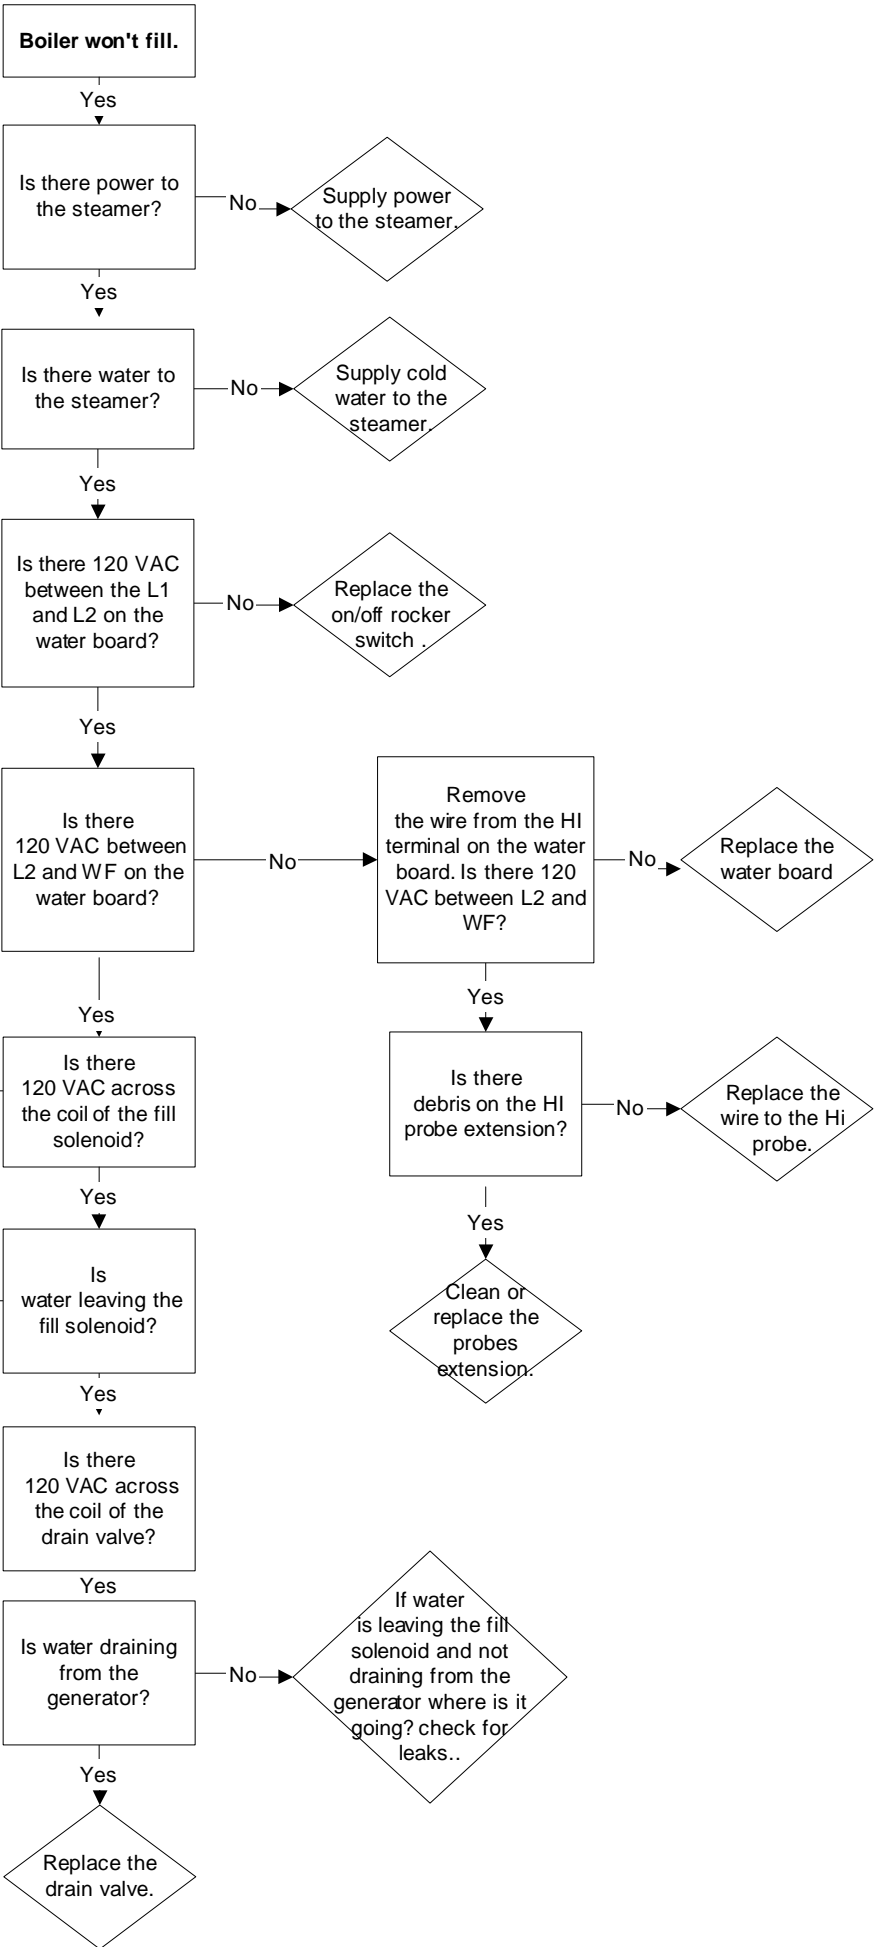 Boiler won't fill.
Yes
Is there power to
the steamer?
No
Supply power
to the steamer.
Yes
Is there water to
the steamer?
No
Supply cold
water to the
steamer.
Yes
Is there 120 VAC
between the L1
and L2 on the
water board?
No
Replace the
on/off rocker
switch .
Yes
Is there
120 VAC between
L2 and WF on the
water board?
No
Remove
the wire from the HI
terminal on the water
board. Is there 120
VAC between L2 and
WF?
No
Replace the
water board
Yes
Yes
Is there
120 VAC across
the coil of the fill
solenoid?
Is there
debris on the HI
probe extension?
No
Replace the
wire to the Hi
probe.
Yes
Yes
Is
water leaving the
fill solenoid?
Clean or
replace the
probes
extension.
Yes
Is there
120 VAC across
the coil of the
drain valve?
Yes
Is water draining
from the
generator?
No
If water
is leaving the fill
solenoid and not
draining from the
generator where is it
going? check for
leaks..
Yes
Replace the
drain valve.